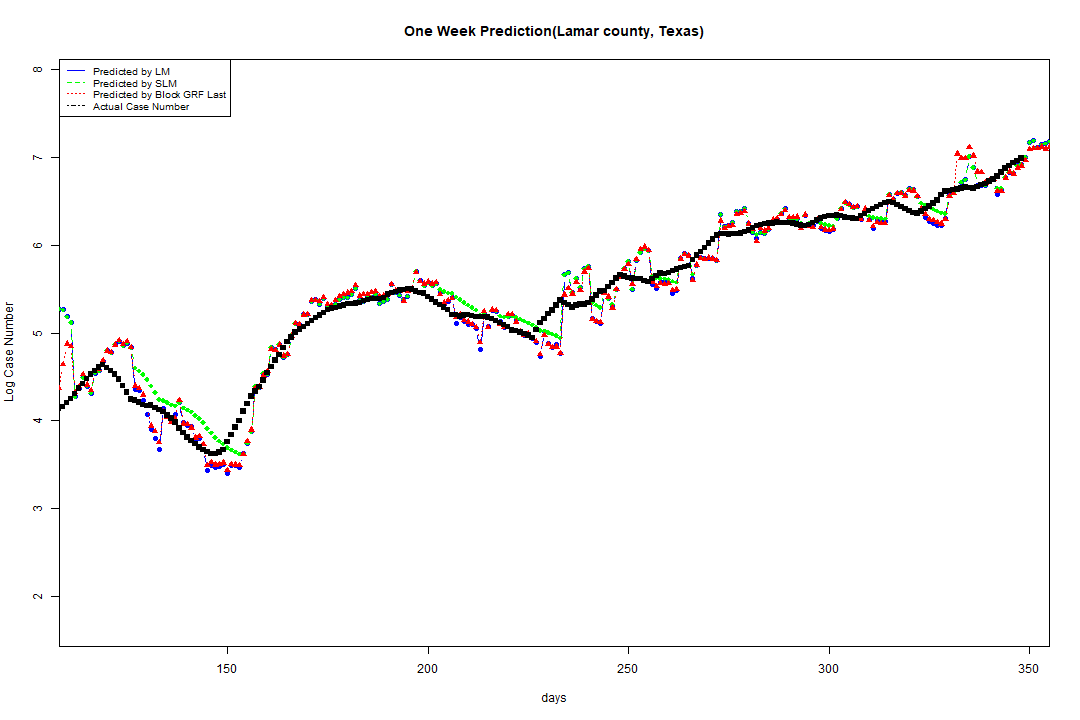 One Week Prediction(Lamar county, Texas)
Predicted by LM
Predicted by SLM
Predicted by Block GRF Last
Actual Case Number
Log Case Number
8
7
6
5
4
3
2
150 200 250 300 350
days